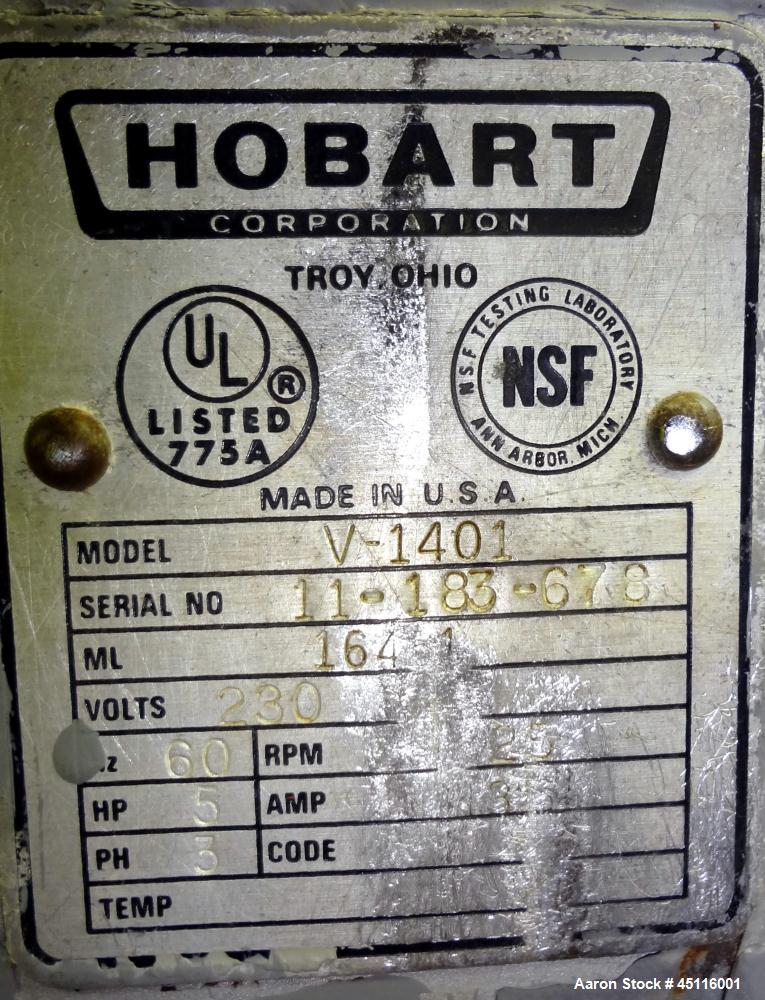 HOBART
CORPORATION
TROY, OHIO
UL ®
LISTED
775A
N.S.F. TESTING LABORATORY
NSF
ANN ARBOR, MICH.
MADE IN U.S.A.
MODEL V-1401
SERIAL NO 11-183-678
ML
VOLTS 230
60 RPM
HP 5 AMP
PH 3 CODE
TEMP
Aaron Stock # 45116001